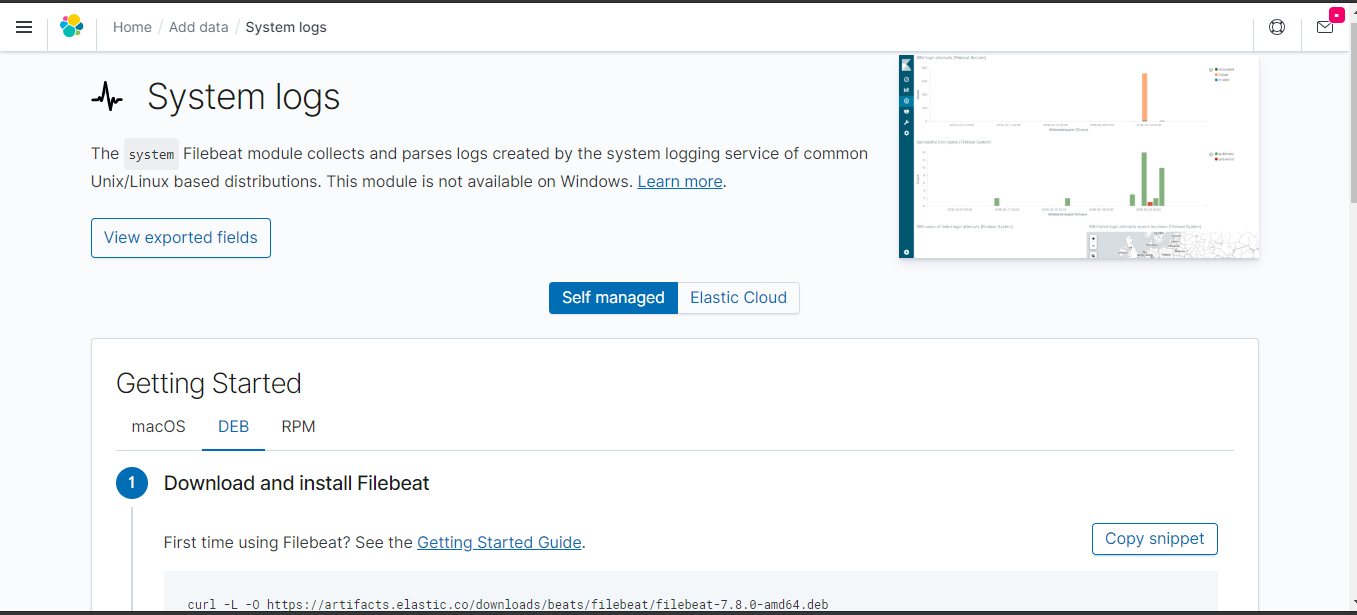 Home / Add data / System logs
System logs
The system Filebeat module collects and parses logs created by the system logging service of common
Unix/Linux based distributions. This module is not available on Windows. Learn more.
View exported fields
Self managed
Elastic Cloud
Getting Started
macOS DEB RPM
1 Download and install Filebeat
First time using Filebeat? See the Getting Started Guide.
Copy snippet
curl -L -O https://artifacts.elastic.co/downloads/beats/filebeat/filebeat-7.8.0-amd64.deb